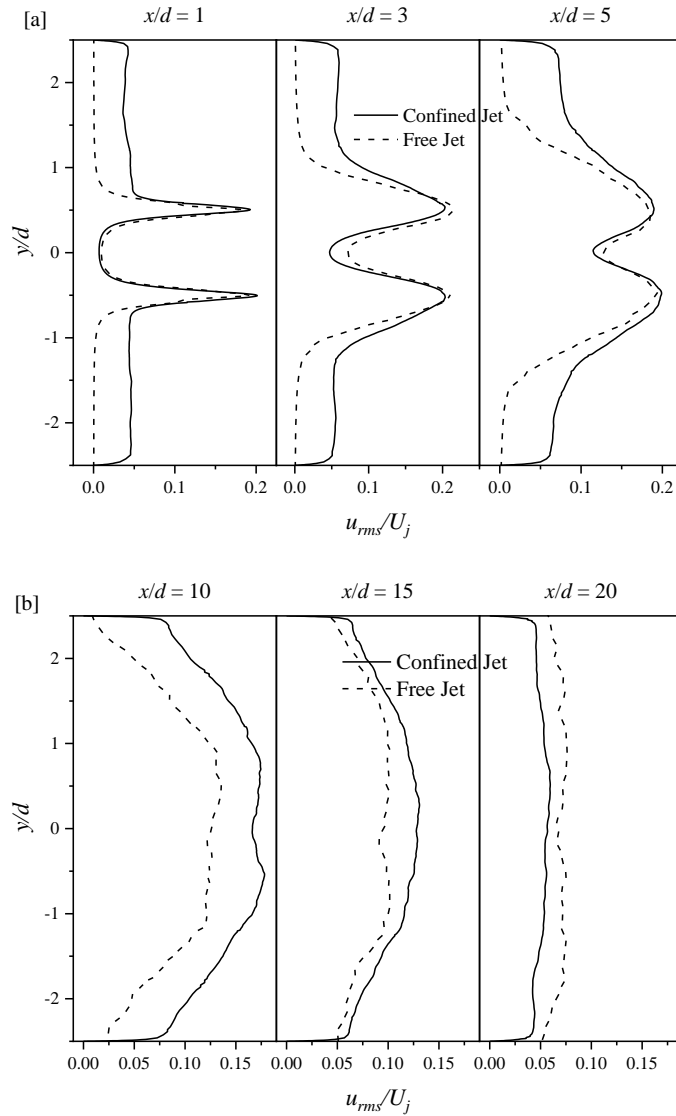 [a]
x/d = 1
x/d = 3
x/d = 5
Confined Jet
Free Jet
2
1
0
-1
-2
y/d
0.0 0.1 0.2 0.0 0.1 0.2 0.0 0.1 0.2
u_rms/U_j
[b]
x/d = 10
x/d = 15
x/d = 20
Confined Jet
Free Jet
2
1
0
-1
-2
y/d
0.00 0.05 0.10 0.15 0.00 0.05 0.10 0.15 0.00 0.05 0.10 0.15
u_rms/U_j